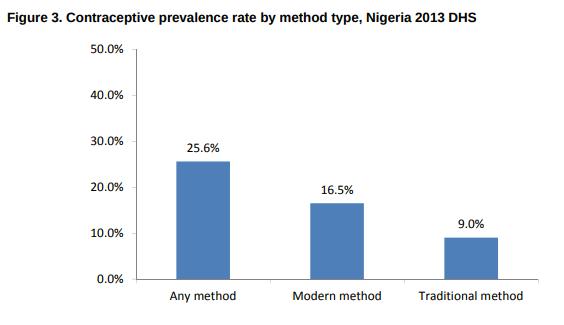 Figure 3. Contraceptive prevalence rate by method type, Nigeria 2013 DHS
50.0%
40.0%
30.0%
20.0%
10.0%
0.0%
25.6%
16.5%
9.0%
Any method
Modern method
Traditional method